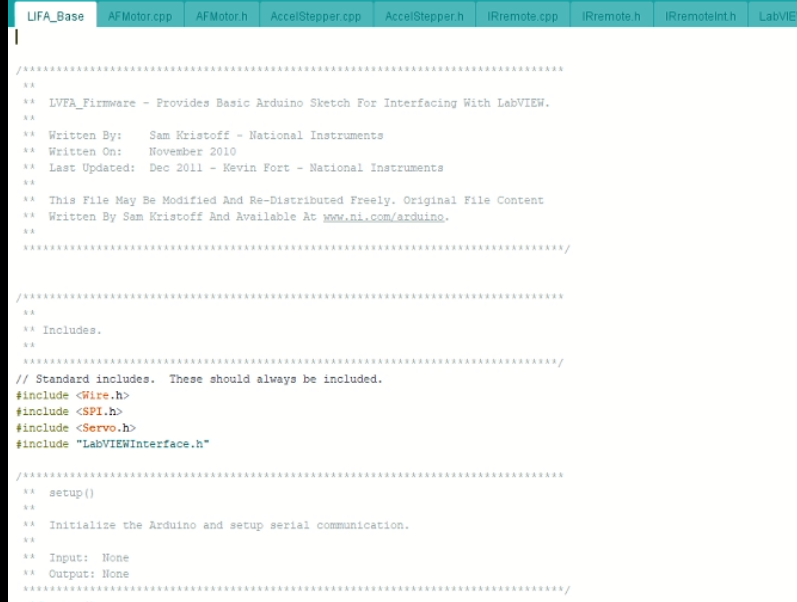 LIFA_Base AFMotor.cpp AFMotor.h AccelStepper.cpp AccelStepper.h IRremote.cpp IRremote.h IRremoteInt.h LabVIE
/*********************************************************************************
**
** LVFA_Firmware - Provides Basic Arduino Sketch For Interfacing With LabVIEW.
**
** Written By: Sam Kristoff - National Instruments
** Written On: November 2010
** Last Updated: Dec 2011 - Kevin Fort - National Instruments
**
** This File May Be Modified And Re-Distributed Freely. Original File Content
** Written By Sam Kristoff And Available At www.ni.com/arduino.
**
*********************************************************************************/
/*********************************************************************************
**
** Includes.
**
********************************************************************************/
// Standard includes. These should always be included.
#include <Wire.h>
#include <SPI.h>
#include <Servo.h>
#include "LabVIEWInterface.h"
/*********************************************************************************
** setup()
**
** Initialize the Arduino and setup serial communication.
**
** Input: None
** Output: None
*********************************************************************************/